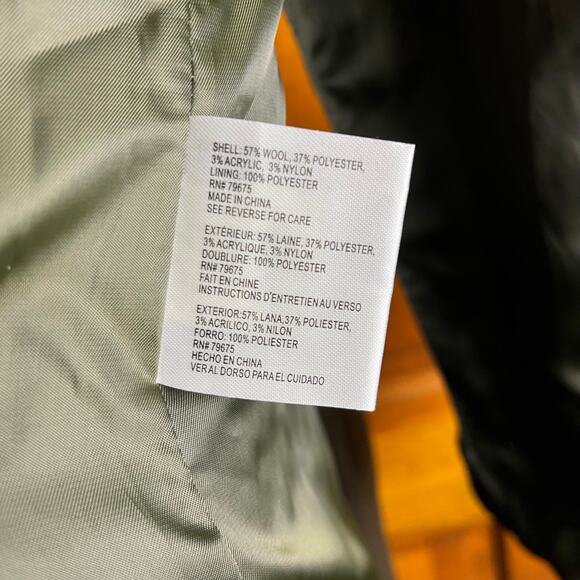 SHELL: 57% WOOL, 37% POLYESTER,
3% ACRYLIC, 3% NYLON
LINING: 100% POLYESTER
RN# 79675
MADE IN CHINA
SEE REVERSE FOR CARE
EXTÉRIEUR: 57% LAINE, 37% POLYESTER,
3% ACRYLIQUE, 3% NYLON
DOUBLURE: 100% POLYESTER
RN# 79675
FAIT EN CHINE
INSTRUCTIONS D'ENTRETIEN AU VERSO
EXTERIOR: 57% LANA, 37% POLIESTER,
3% ACRILICO, 3% NILON
FORRO: 100% POLIESTER
RN# 79675
HECHO EN CHINA
VER AL DORSO PARA EL CUIDADO